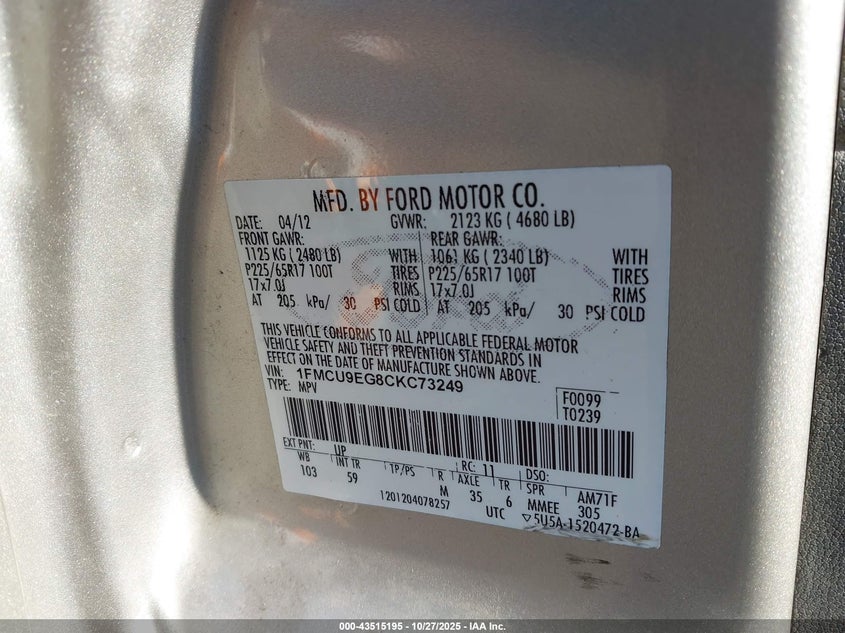 MFD. BY FORD MOTOR CO.
DATE: 04/12 GVWR: 2123 KG ( 4680 LB)
FRONT GAWR: REAR GAWR:
1125 KG ( 2480 LB) WITH 1061 KG ( 2340 LB) WITH
P225/65R17 100T TIRES P225/65R17 100T TIRES
17x7.0J RIMS 17x7.0J RIMS
AT 205 kPa/ 30 PSI COLD AT 205 kPa/ 30 PSI COLD
THIS VEHICLE CONFORMS TO ALL APPLICABLE FEDERAL MOTOR
VEHICLE SAFETY AND THEFT PREVENTION STANDARDS IN
EFFECT ON THE DATE OF MANUFACTURE SHOWN ABOVE.
VIN: 1FMCU9EG8CKC73249
TYPE: MPV
F0099
T0239
EXT PNT: UP RC: 11 DSO:
WB INT TR TP/PS R AXLE TR SPR AM71F
103 59 M 35 6 MMEE 305
120120407825​7 UTC ▽5U5A-1520472-BA
000-43515195 - 10/27/2025 - IAA Inc.